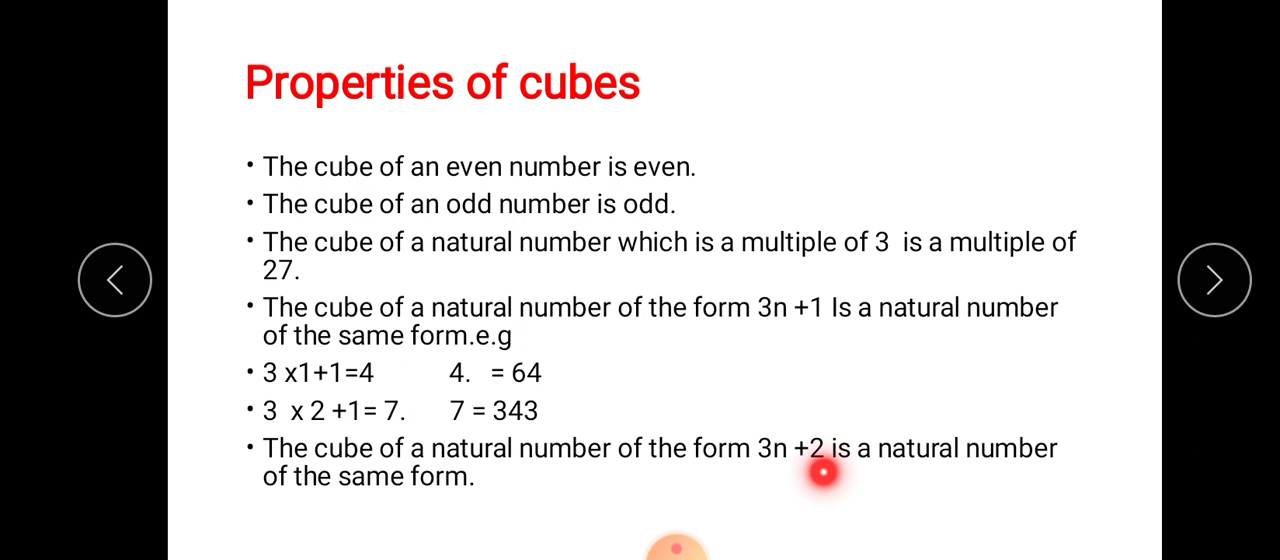 Properties of cubes
• The cube of an even number is even.
• The cube of an odd number is odd.
• The cube of a natural number which is a multiple of 3  is a multiple of
27.
• The cube of a natural number of the form 3n +1 Is a natural number
of the same form.e.g
• 3 x1+1=4          4.   = 64
• 3  x 2 +1= 7.      7 = 343
• The cube of a natural number of the form 3n +2 is a natural number
of the same form.